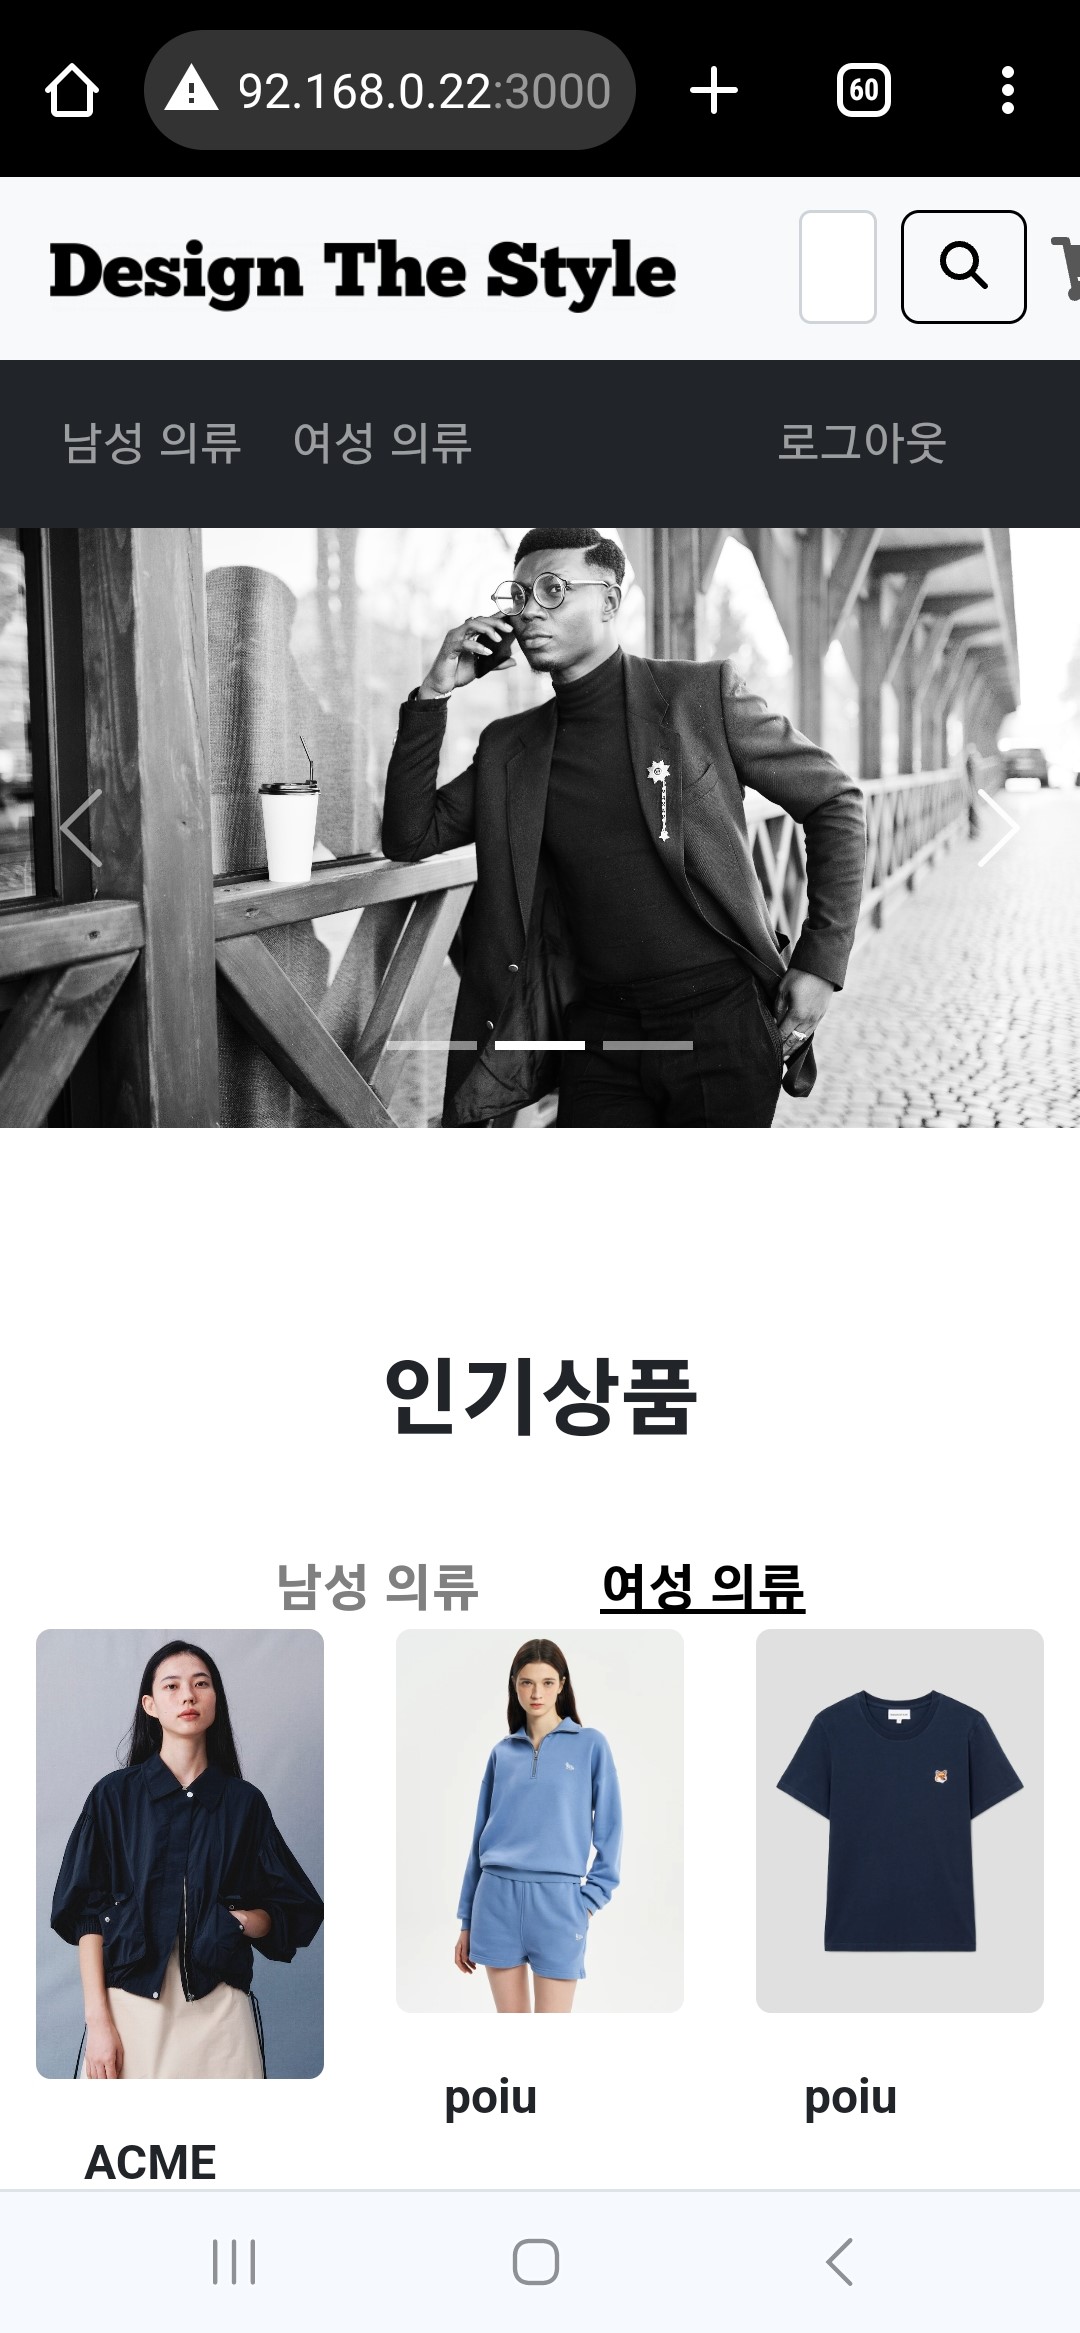 92.168.0.22:3000
60
Design The Style
남성 의류 여성 의류 로그아웃
인기상품
남성 의류 여성 의류
poiu poiu
ACME